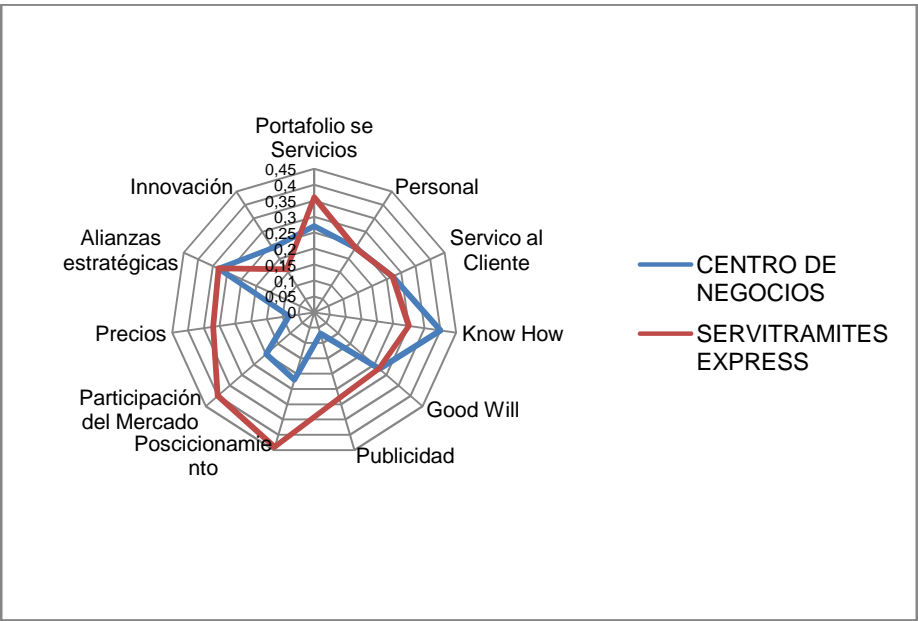 Portafolio se
Servicios
Personal
Servico al
Cliente
Know How
Good Will
Publicidad
Poscicionamie
nto
Participación
del Mercado
Precios
Alianzas
estratégicas
Innovación
0,45
0,4
0,35
0,3
0,25
0,2
0,15
0,1
0,05
0
CENTRO DE
NEGOCIOS
SERVITRAMITES
EXPRESS